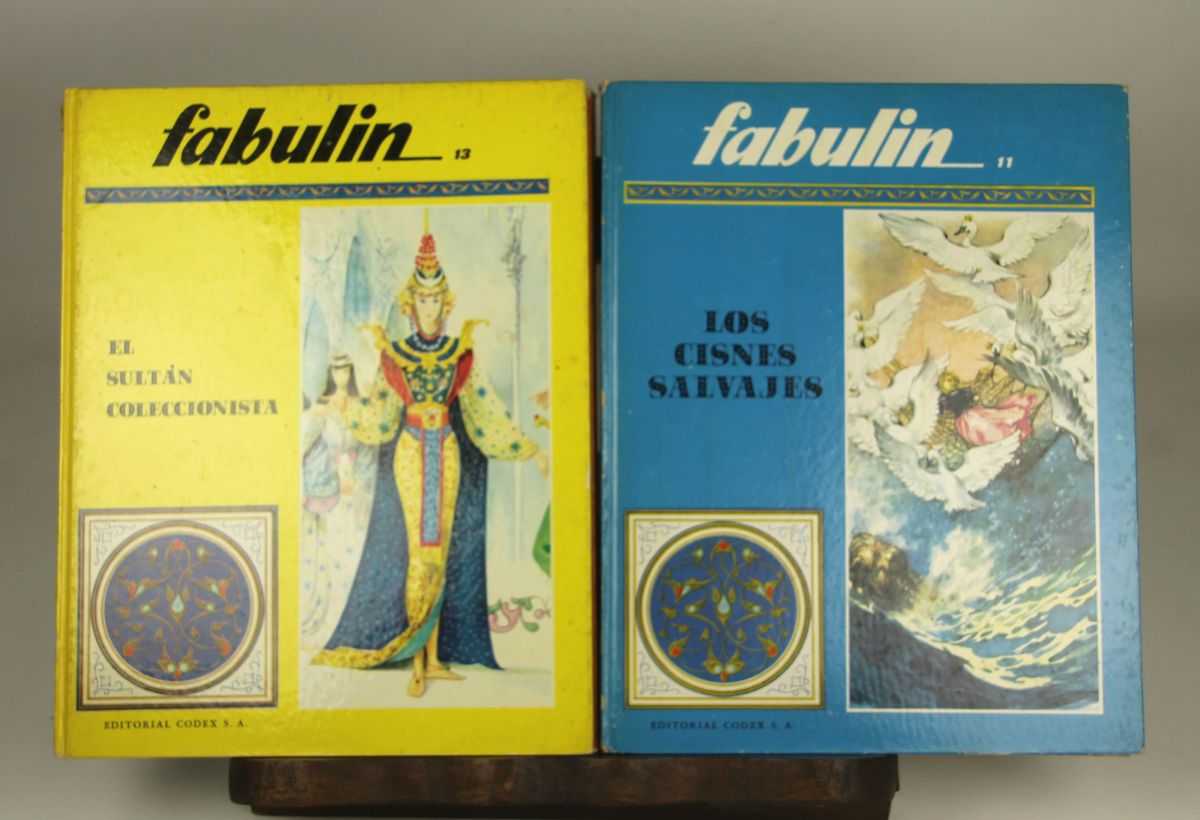 fabulin 13
EL
SULTÁN
COLECCIONISTA
EDITORIAL CODEX S. A.
fabulin 11
LOS
CISNES
SALVAJES
EDITORIAL CODEX S. A.